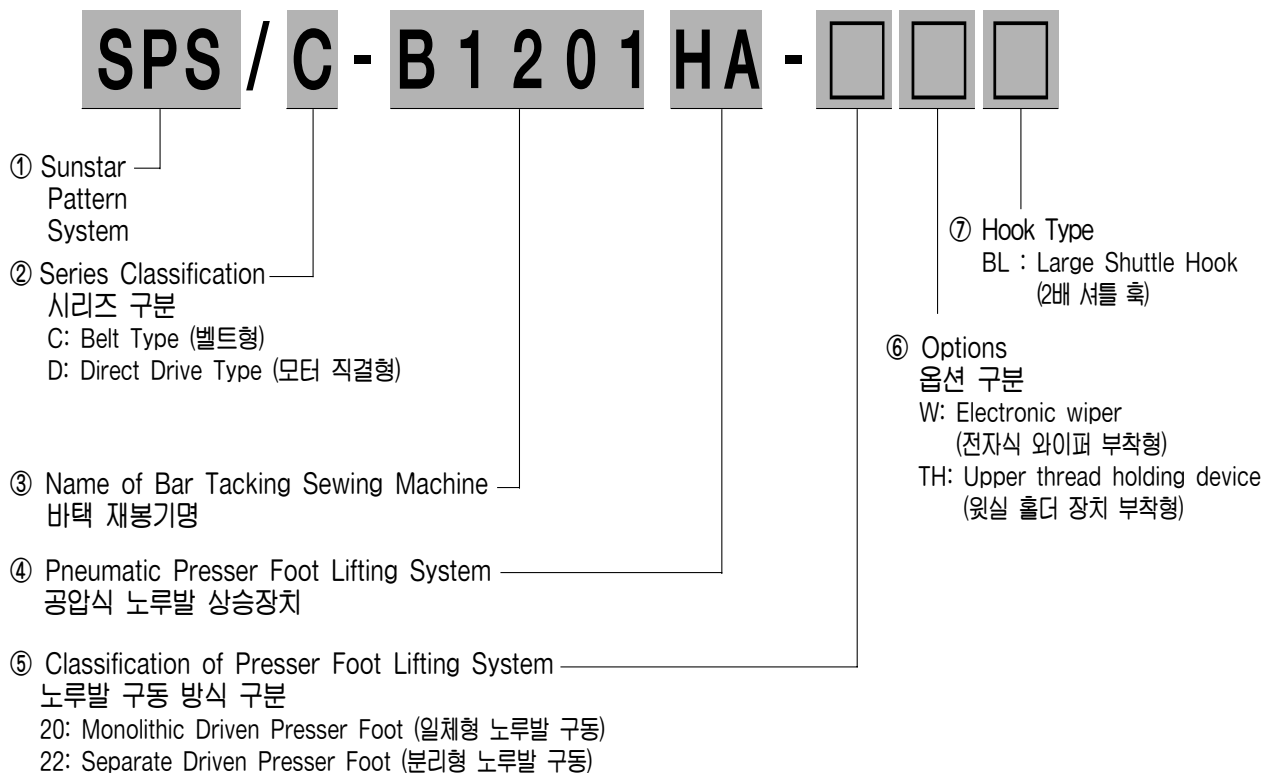 SPS / C - B1201 HA - □□□
① Sunstar
Pattern
System
② Series Classification
시리즈 구분
C: Belt Type (벨트형)
D: Direct Drive Type (모터 직결형)
③ Name of Bar Tacking Sewing Machine
바택 재봉기명
④ Pneumatic Presser Foot Lifting System
공압식 노루발 상승장치
⑤ Classification of Presser Foot Lifting System
노루발 구동 방식 구분
20: Monolithic Driven Presser Foot (일체형 노루발 구동)
22: Separate Driven Presser Foot (분리형 노루발 구동)
⑦ Hook Type
BL : Large Shuttle Hook
(2배 셔틀 훅)
⑥ Options
옵션 구분
W: Electronic wiper
(전자식 와이퍼 부착형)
TH: Upper thread holding device
(윗실 홀더 장치 부착형)